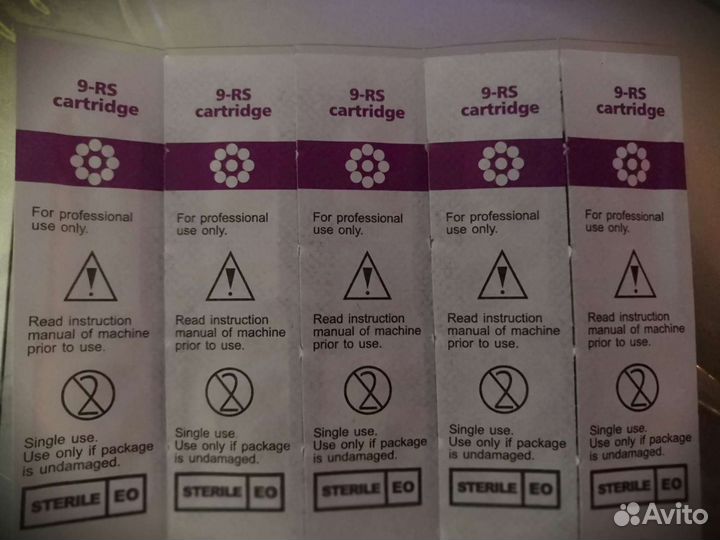 9-RS
cartridge
For professional
use only.
Read instruction
manual of machine
prior to use.
2
Single use.
Use only if package
is undamaged.
STERILE EO
9-RS
cartridge
For professional
use only.
Read instruction
manual of machine
prior to use.
2
Single use.
Use only if package
is undamaged.
STERILE EO
9-RS
cartridge
For professional
use only.
Read instruction
manual of machine
prior to use.
2
Single use.
Use only if package
is undamaged.
STERILE EO
9-RS
cartridge
For professional
use only.
Read instruction
manual of machine
prior to use.
2
Single use.
Use only if package
is undamaged.
STERILE EO
9-RS
cartridge
For professional
use only.
Read instruction
manual of machine
prior to use.
2
Single use.
Use only if package
is undamaged.
STERILE EO
Avito